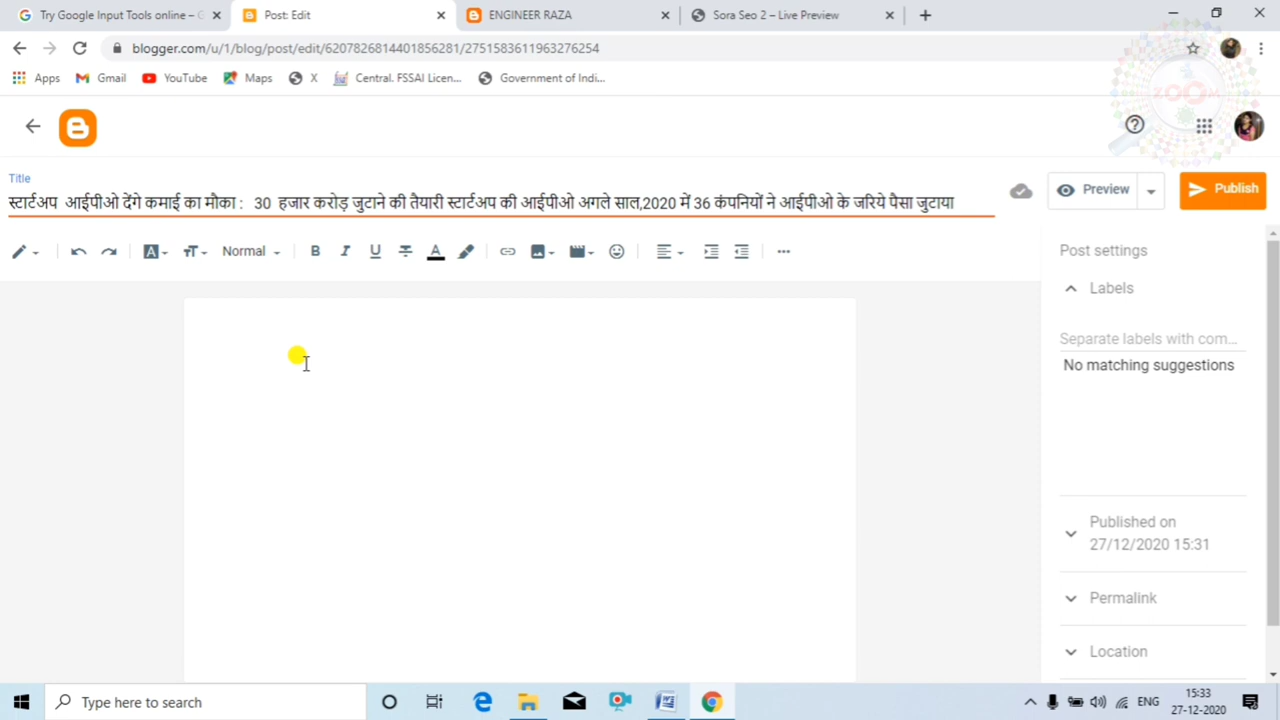 Try Google Input Tools online – G
Post: Edit
ENGINEER RAZA
Sora Seo 2 – Live Preview
blogger.com/u/1/blog/post/edit/6207826814401856281/2751583611963276254
Apps
Gmail
YouTube
Maps
X
Central. FSSAI Licen...
Government of Indi...
ZOOM
Title
स्टार्टअप आईपीओ देंगे कमाई का मौका : 30 हजार करोड़ जुटाने की तैयारी स्टार्टअप की आईपीओ अगले साल,2020 में 36 कंपनियों ने आईपीओ के जरिये पैसा जुटाया
Preview
Publish
Normal
B I U
Post settings
Labels
Separate labels with com...
No matching suggestions
Published on
27/12/2020 15:31
Permalink
Location
Type here to search
ENG
15:33
27-12-2020